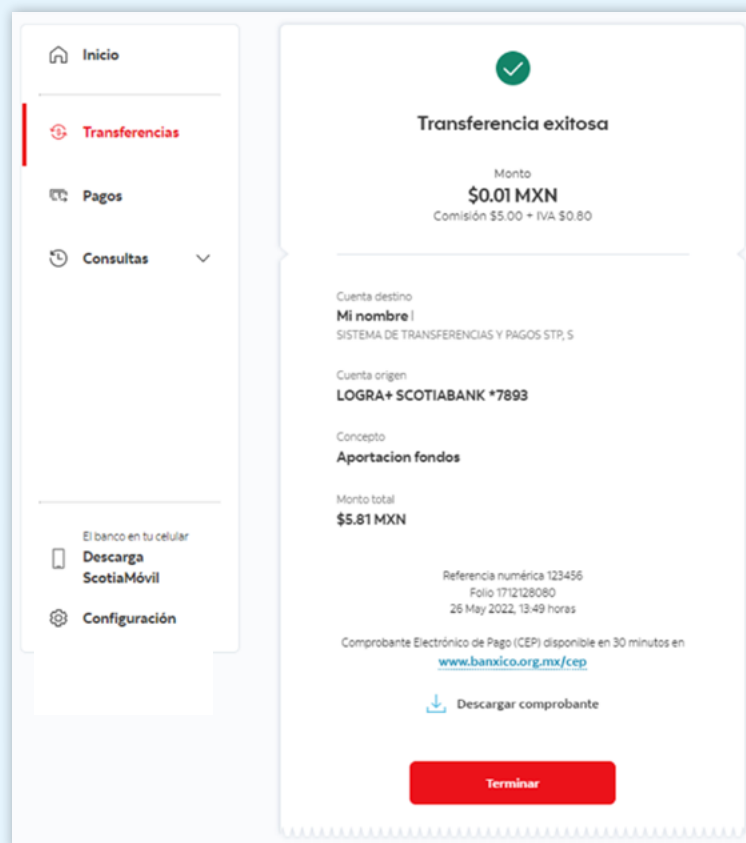 Inicio
Transferencias
Pagos
Consultas
El banco en tu celular
Descarga
ScotiaMóvil
Configuración
Transferencia exitosa
Monto
$0.01 MXN
Comisión $5.00 + IVA $0.80
Cuenta destino
Mi nombre
SISTEMA DE TRANSFERENCIAS Y PAGOS STP, S
Cuenta origen
LOGRA+ SCOTIABANK *7893
Concepto
Aportacion fondos
Monto total
$5.81 MXN
Referencia numérica 123456
Folio 1712128080
26 May 2022, 13:49 horas
Comprobante Electrónico de Pago (CEP) disponible en 30 minutos en
www.banxico.org.mx/cep
Descargar comprobante
Terminar